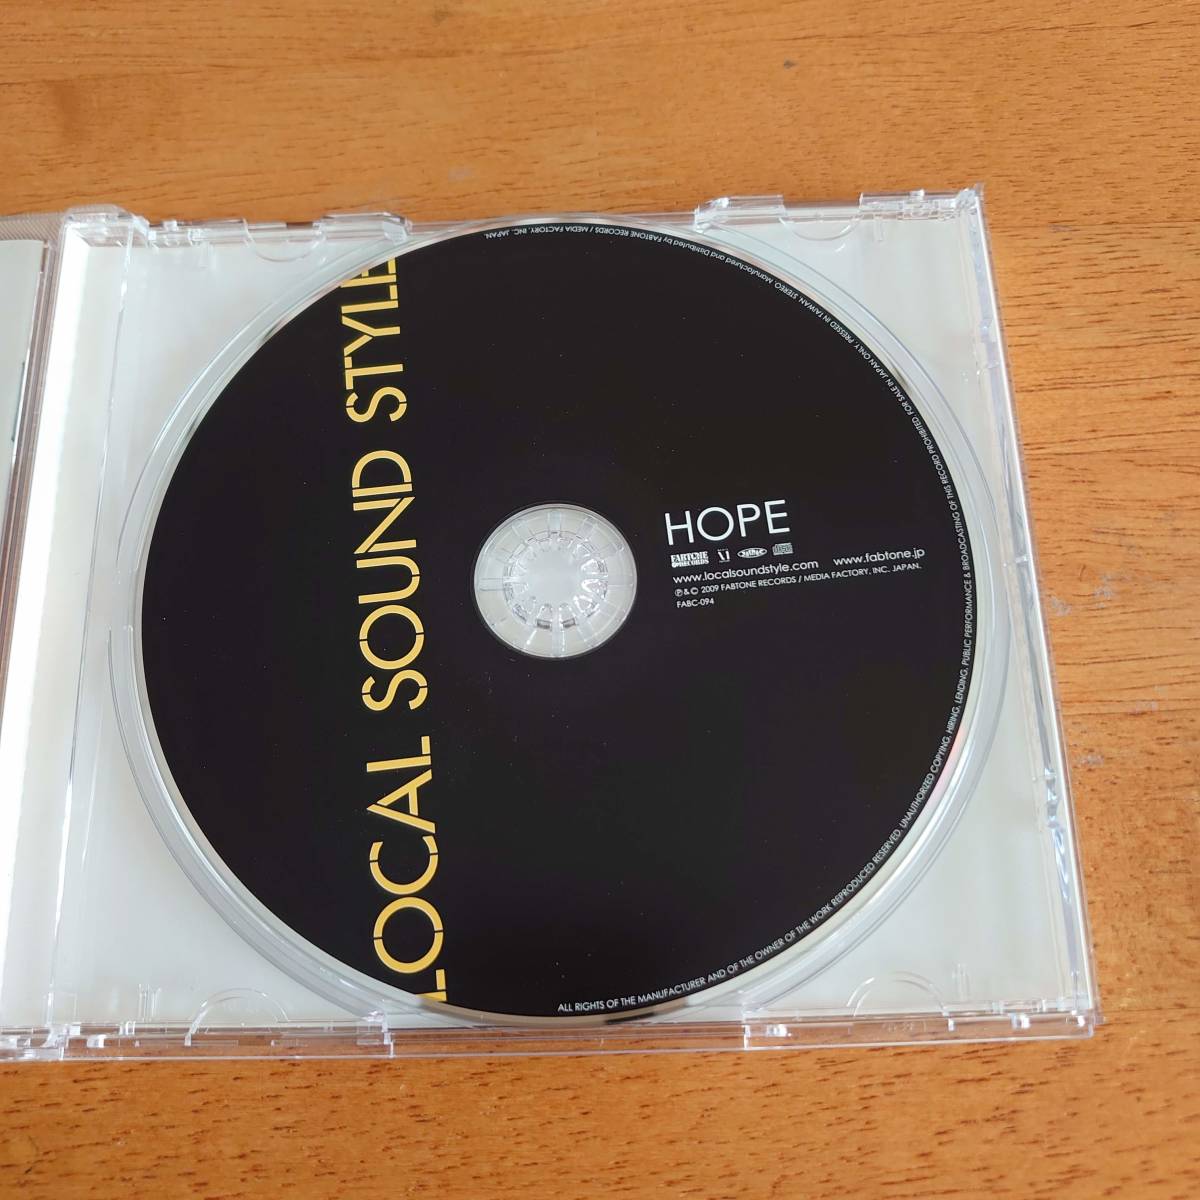 LOCAL SOUND STYLE
HOPE
FABTONE
RECORDS
www.localsoundstyle.com www.fabtone.jp
℗&© 2009 FABTONE RECORDS / MEDIA FACTORY, INC. JAPAN.
FABC-094
ALL RIGHTS OF THE MANUFACTURER AND OF THE OWNER OF THE WORK REPRODUCED RESERVED. UNAUTHORIZED COPYING, HIRING, LENDING, PUBLIC PERFORMANCE & BROADCASTING OF THIS RECORD PROHIBITED. FOR SALE IN JAPAN ONLY. PRESSED IN TAIWAN. STEREO. Manufactured and Distributed by FABTONE RECORDS / MEDIA FACTORY, INC. JAPAN.